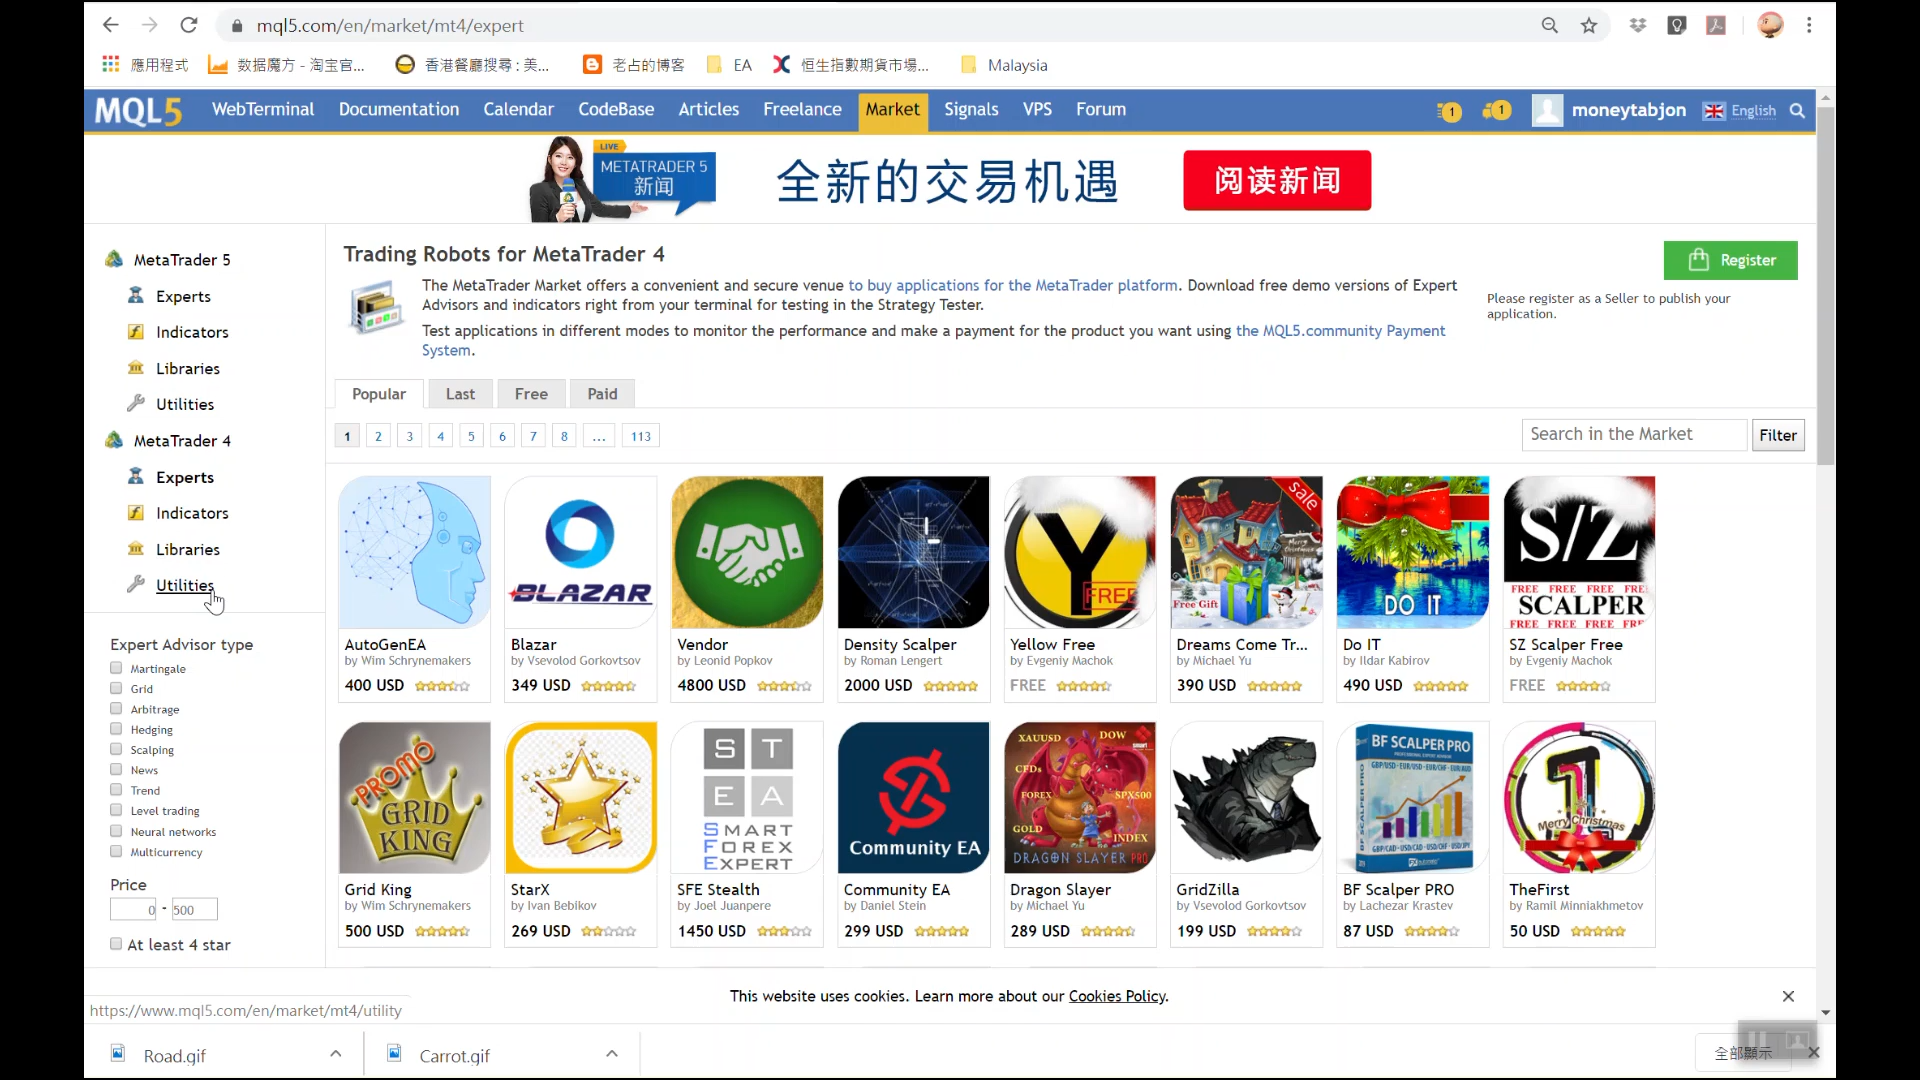 mql5.com/en/market/mt4/expert
應用程式
数据魔方 - 淘宝官...
香港餐廳搜尋 : 美...
老占的博客
EA
恒生指數期貨市場...
Malaysia
MQL5
WebTerminal
Documentation
Calendar
CodeBase
Articles
Freelance
Market
Signals
VPS
Forum
1
1
moneytabjon
English
LIVE
METATRADER 5
新闻
全新的交易机遇
阅读新闻
MetaTrader 5
Experts
Indicators
Libraries
Utilities
MetaTrader 4
Experts
Indicators
Libraries
Utilities
Expert Advisor type
Martingale
Grid
Arbitrage
Hedging
Scalping
News
Trend
Level trading
Neural networks
Multicurrency
Price
0 - 500
At least 4 star
Trading Robots for MetaTrader 4
The MetaTrader Market offers a convenient and secure venue to buy applications for the MetaTrader platform. Download free demo versions of Expert
Advisors and indicators right from your terminal for testing in the Strategy Tester.
Test applications in different modes to monitor the performance and make a payment for the product you want using the MQL5.community Payment
System.
Register
Please register as a Seller to publish your
application.
Popular
Last
Free
Paid
1 2 3 4 5 6 7 8 ... 113
Search in the Market
Filter
AutoGenEA
by Wim Schrynemakers
400 USD
BLAZAR
Blazar
by Vsevolod Gorkovtsov
349 USD
Vendor
by Leonid Popkov
4800 USD
Density Scalper
by Roman Lengert
2000 USD
Y
FREE
Yellow Free
by Evgeniy Machok
FREE
sale
Merry Christmas
Free Gift
Dreams Come Tr...
by Michael Yu
390 USD
DO IT
Do IT
by Ildar Kabirov
490 USD
S/Z
FREE FREE FREE FREE FREE
SCALPER
FREE FREE FREE FREE
SZ Scalper Free
by Evgeniy Machok
FREE
PROMO
GRID
KING
Grid King
by Wim Schrynemakers
500 USD
StarX
by Ivan Bebikov
269 USD
S T
E A
SMART
FOREX
EXPERT
SFE Stealth
by Joel Juanpere
1450 USD
Community EA
Community EA
by Daniel Stein
299 USD
XAUUSD
DOW
CFDs
FOREX
SPX500
GOLD
INDEX
DRAGON SLAYER PRO
Dragon Slayer
by Michael Yu
289 USD
GridZilla
by Vsevolod Gorkovtsov
199 USD
BF SCALPER PRO
BF Scalper PRO
by Lachezar Krastev
87 USD
1
Merry Christmas
TheFirst
by Ramil Minniakhmetov
50 USD
This website uses cookies. Learn more about our Cookies Policy.
https://www.mql5.com/en/market/mt4/utility
Road.gif
Carrot.gif
全部顯示